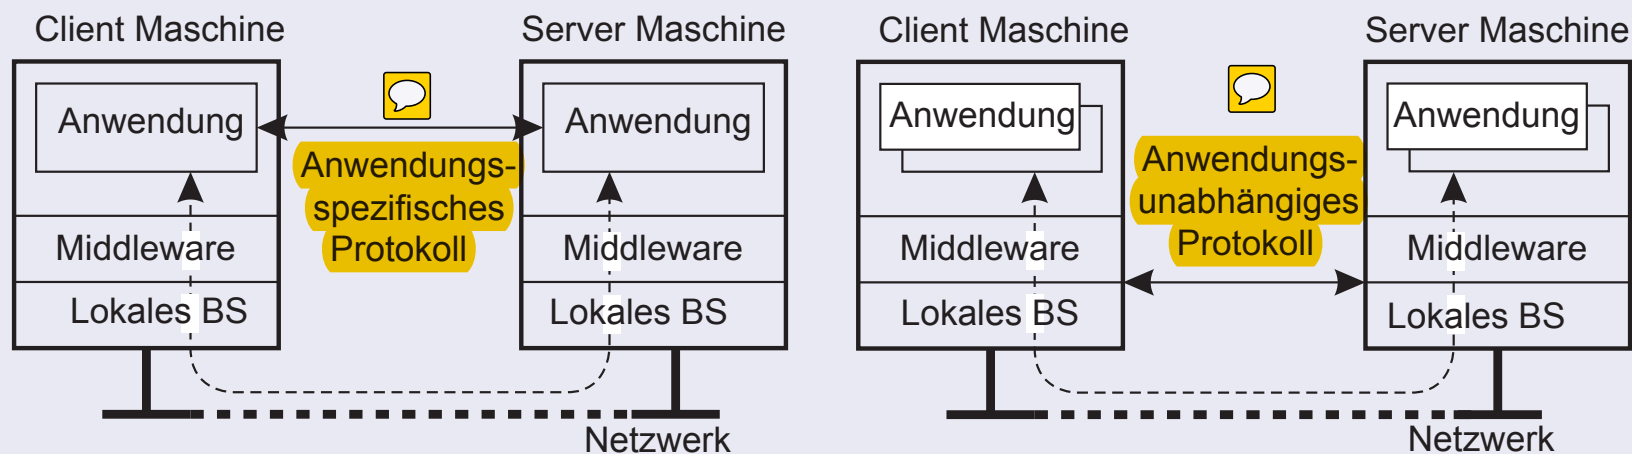 Client Maschine
Server Maschine
Anwendung
Anwendung
Anwendungs-
spezifisches
Protokoll
Middleware
Middleware
Lokales BS
Lokales BS
Netzwerk
Client Maschine
Server Maschine
Anwendung
Anwendung
Anwendungs-
unabhängiges
Protokoll
Middleware
Middleware
Lokales BS
Lokales BS
Netzwerk